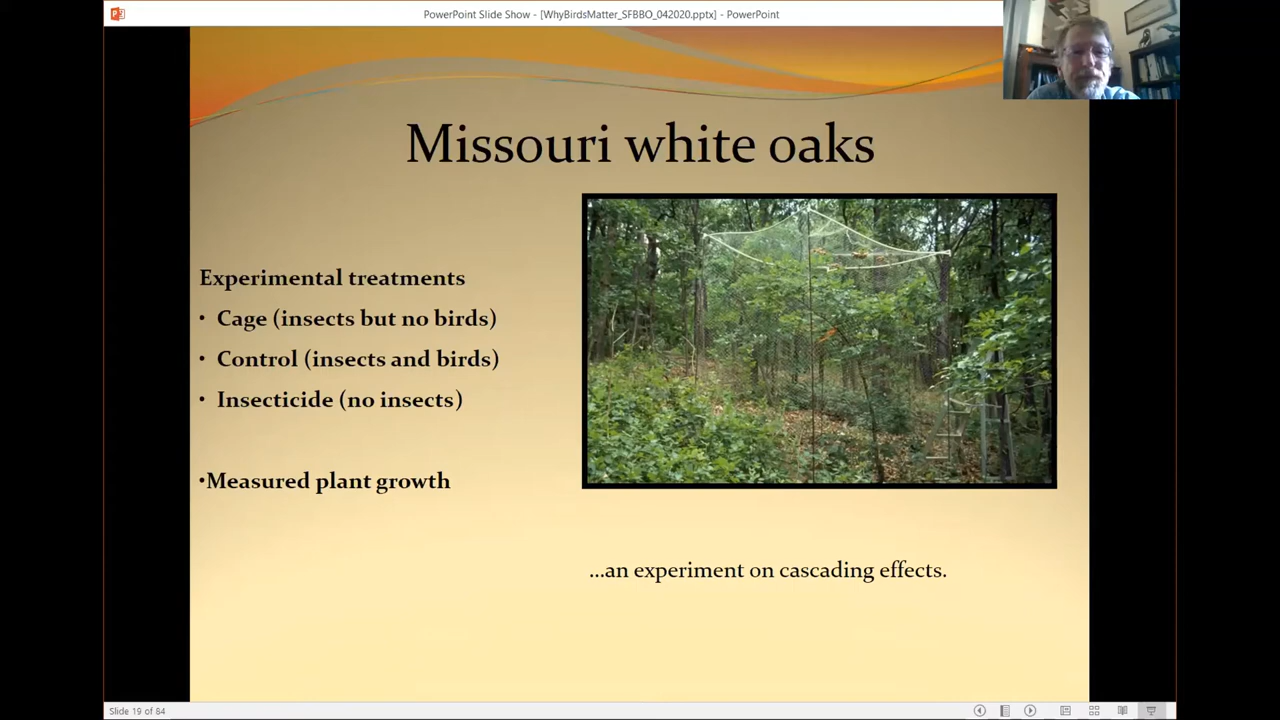 PowerPoint Slide Show - [WhyBirdsMatter_SFBBO_042020.pptx] - PowerPoint
Missouri white oaks
Experimental treatments
• Cage (insects but no birds)
• Control (insects and birds)
• Insecticide (no insects)
•Measured plant growth
...an experiment on cascading effects.
Slide 19 of 84